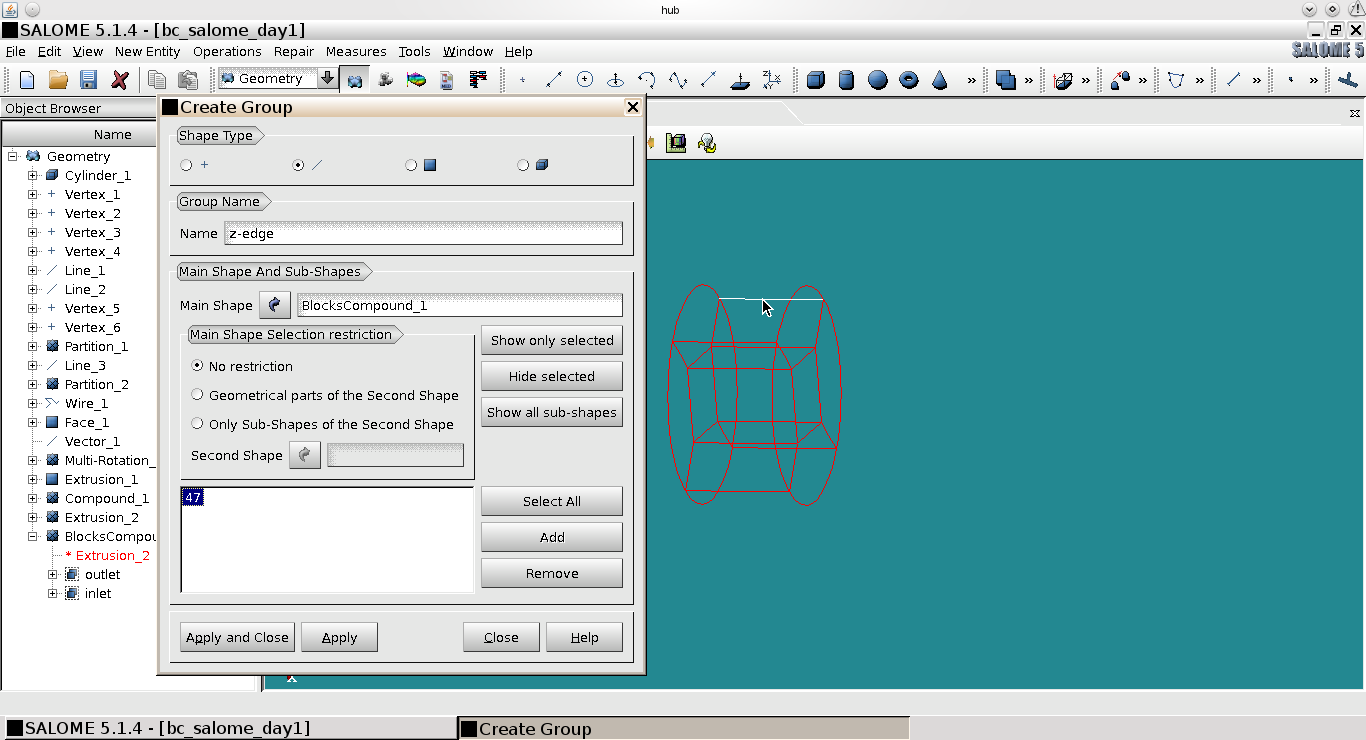 hub
SALOME 5.1.4 - [bc_salome_day1]
File Edit View New Entity Operations Repair Measures Tools Window Help
SALOME 5
Geometry
Object Browser
Name
Geometry
Cylinder_1
Vertex_1
Vertex_2
Vertex_3
Vertex_4
Line_1
Line_2
Vertex_5
Vertex_6
Partition_1
Line_3
Partition_2
Wire_1
Face_1
Vector_1
Multi-Rotation_
Extrusion_1
Compound_1
Extrusion_2
BlocksCompou
* Extrusion_2
outlet
inlet
Create Group
Shape Type
Group Name
Name z-edge
Main Shape And Sub-Shapes
Main Shape BlocksCompound_1
Main Shape Selection restriction
No restriction
Geometrical parts of the Second Shape
Only Sub-Shapes of the Second Shape
Second Shape
Show only selected
Hide selected
Show all sub-shapes
47
Select All
Add
Remove
Apply and Close Apply Close Help
SALOME 5.1.4 - [bc_salome_day1]
Create Group